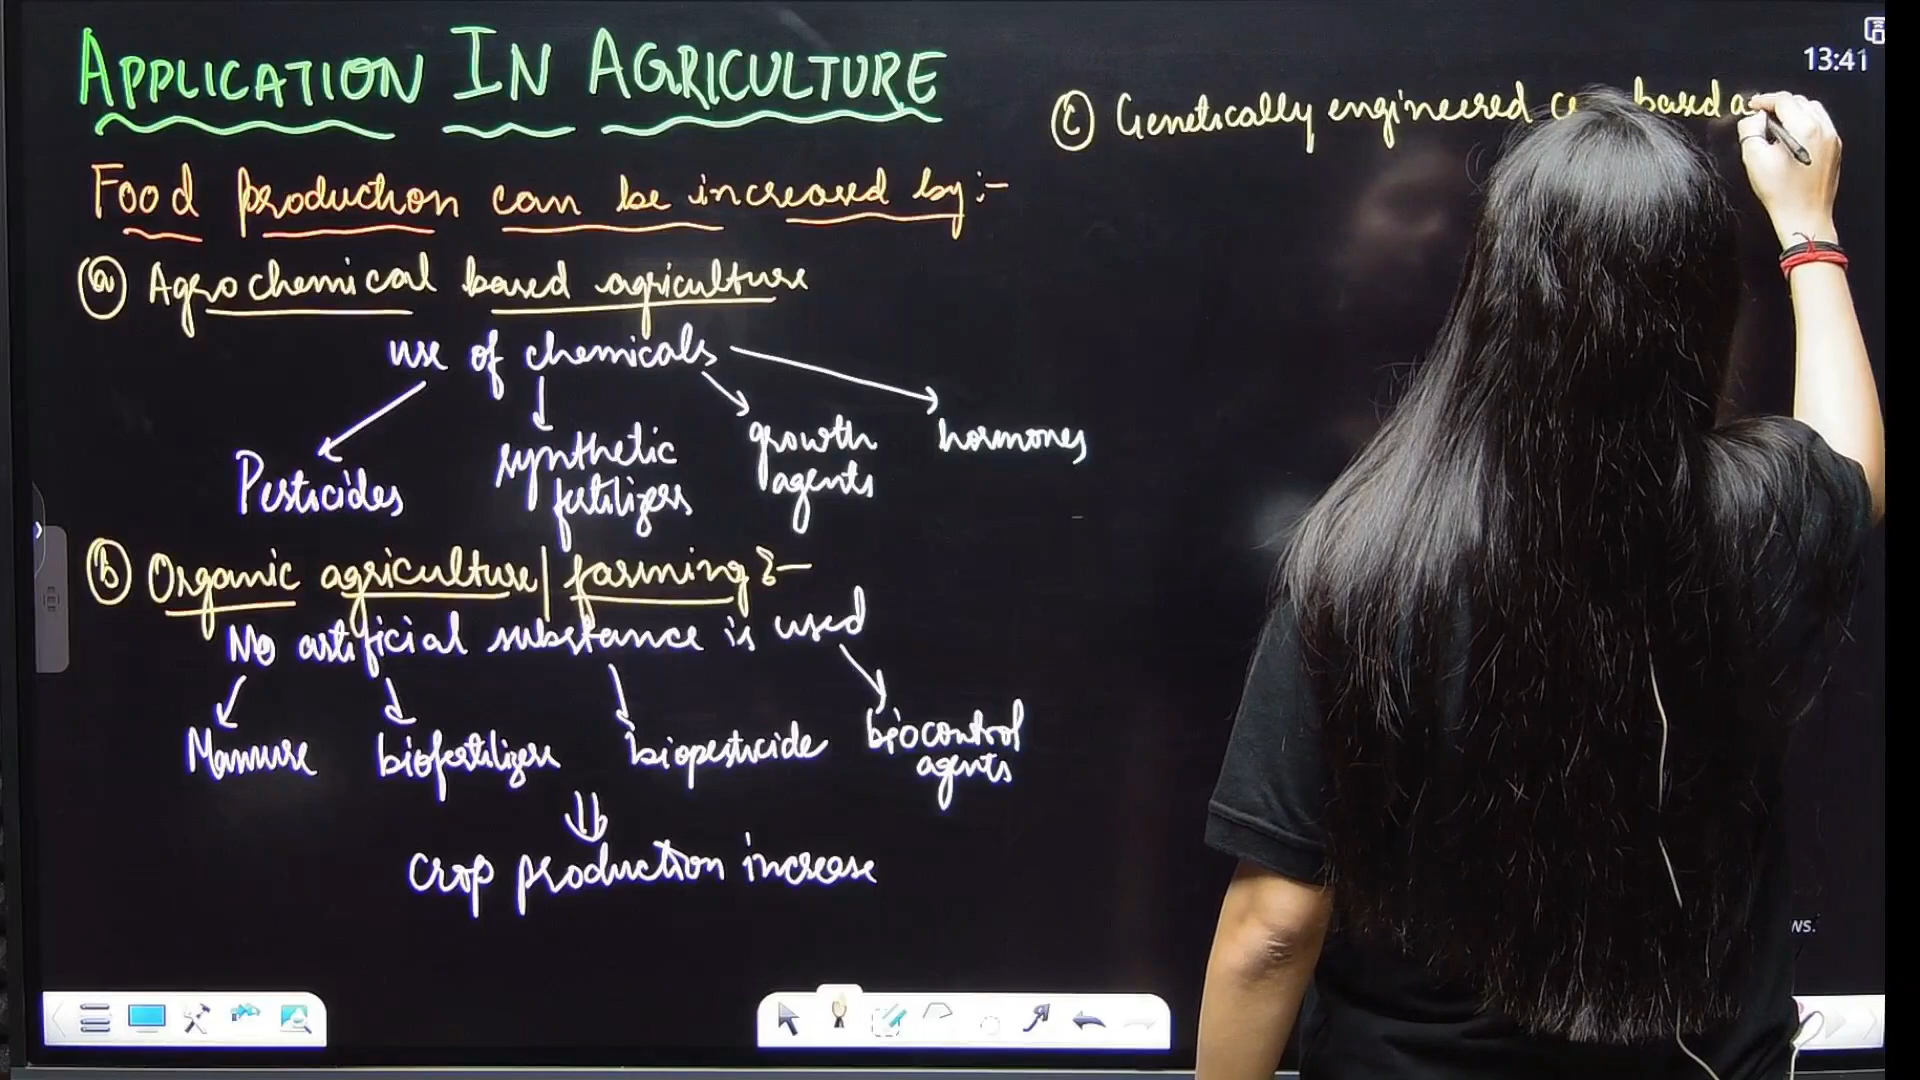 APPLICATION IN AGRICULTURE
Food production can be increased by:-
(a) Agrochemical based agriculture
use of chemicals
Pesticides
synthetic
fertilizers
growth
agents
hormones
(b) Organic agriculture/farming:-
No artificial substance is used
Manure
biofertilizer
biopesticide
biocontrol
agents
crop production increase
13:41
(c) Genetically engineered based